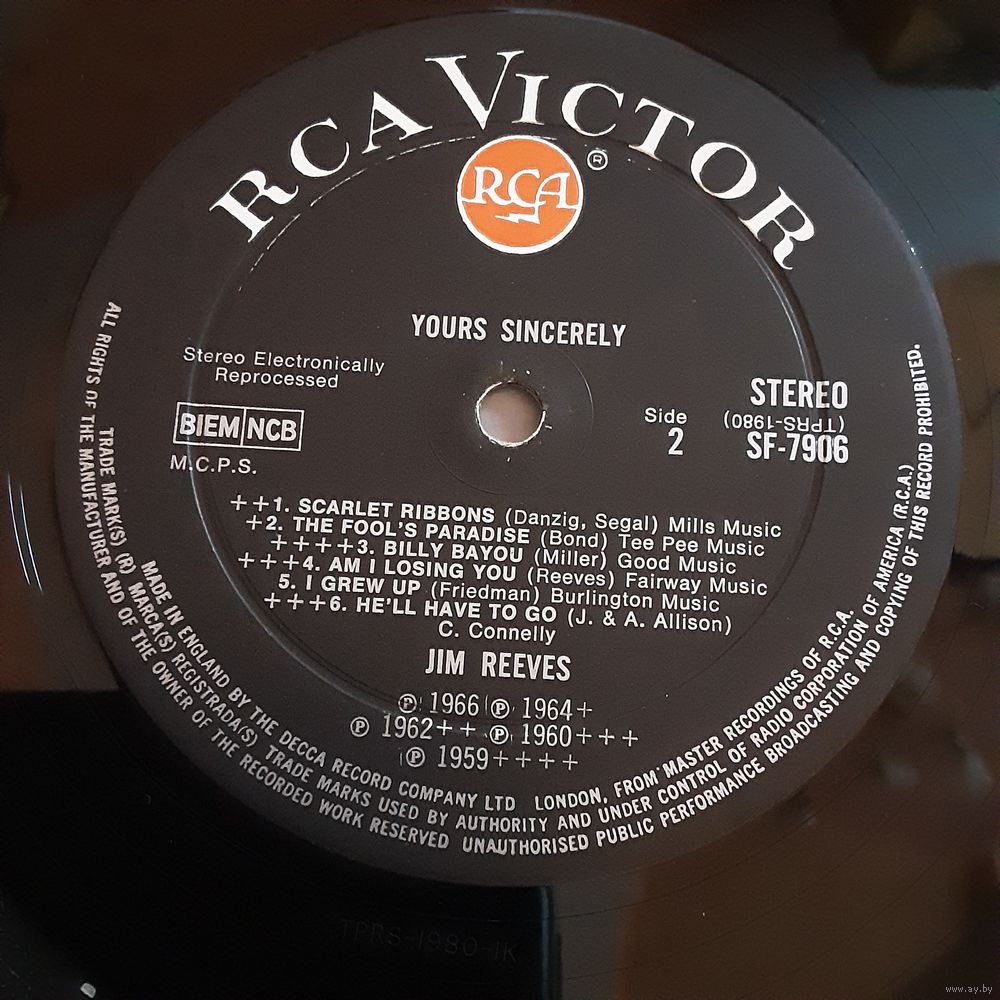 RCA VICTOR
RCA ®
YOURS SINCERELY
Stereo Electronically
Reprocessed
BIEM NCB
M.C.P.S.
Side
2
STEREO
(TPRS-1980)
SF-7906
++1. SCARLET RIBBONS (Danzig, Segal) Mills Music
+2. THE FOOL'S PARADISE (Bond) Tee Pee Music
++++3. BILLY BAYOU (Miller) Good Music
+++4. AM I LOSING YOU (Reeves) Fairway Music
5. I GREW UP (Friedman) Burlington Music
+++6. HE'LL HAVE TO GO (J. & A. Allison)
C. Connelly
JIM REEVES
℗ 1966 ℗ 1964+
℗ 1962++ ℗ 1960+++
℗ 1959++++
MADE IN ENGLAND BY THE DECCA RECORD COMPANY LTD LONDON, FROM MASTER RECORDINGS OF R.C.A.
TRADE MARK(S) (R) MARCA(S) REGISTRADA(S) TRADE MARKS USED BY AUTHORITY AND UNDER CONTROL OF RADIO CORPORATION OF AMERICA (R.C.A.)
ALL RIGHTS OF THE MANUFACTURER AND OF THE OWNER OF THE RECORDED WORK RESERVED UNAUTHORISED PUBLIC PERFORMANCE BROADCASTING AND COPYING OF THIS RECORD PROHIBITED.
TPRS-1980-1K
www.ay.by